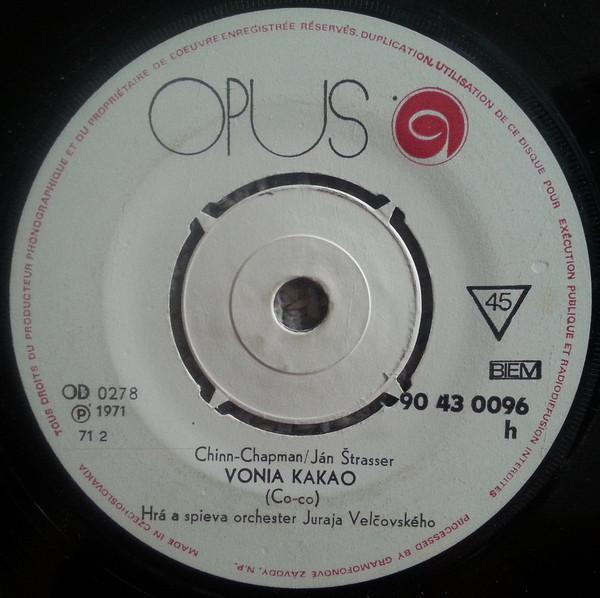 TOUS DROITS DU PRODUCTEUR PHONOGRAPHIQUE ET DU PROPRIÉTAIRE DE L'OEUVRE ENREGISTRÉE RÉSERVÉS. DUPLICATION, UTILISATION DE CE DISQUE POUR EXÉCUTION PUBLIQUE ET RADIODIFFUSION INTERDITES
OPUS
45
BIEM
OD 0278
℗ 1971
71 2
90 43 0096
h
Chinn-Chapman/Ján Štrasser
VONIA KAKAO
(Co-co)
Hrá a spieva orchester Juraja Velčovského
MADE IN CZECHOSLOVAKIA
PROCESSED BY GRAMOFONOVÉ ZÁVODY, N.P.